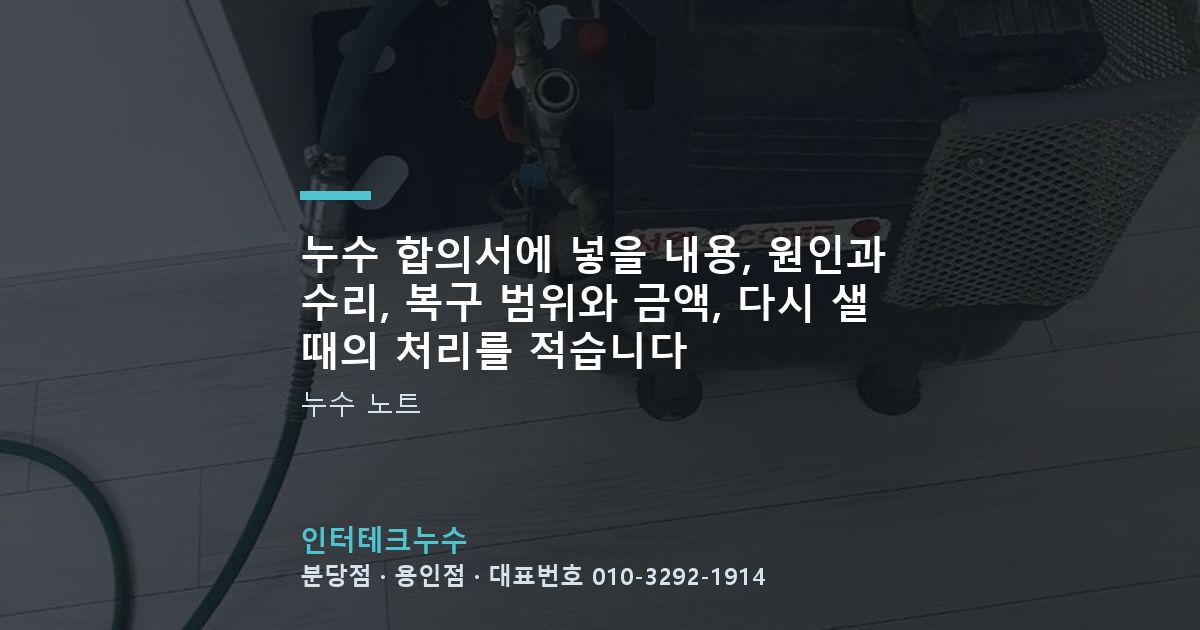 누수 합의서에 넣을 내용, 원인과
수리, 복구 범위와 금액, 다시 샐
때의 처리를 적습니다
누수 노트
인터테크누수
분당점 · 용인점 · 대표번호 010-3292-1914